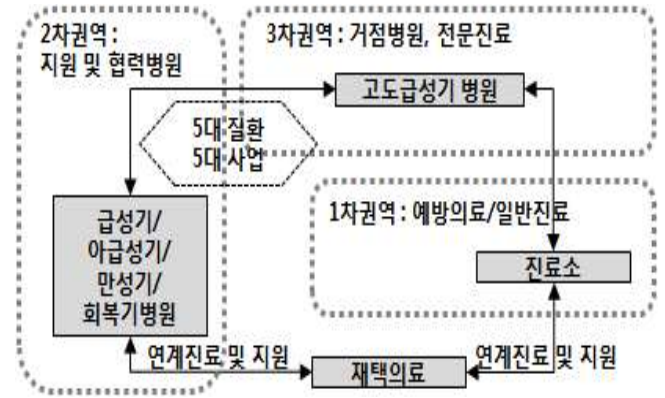 2차권역 :
지원 및 협력병원
3차권역 : 거점병원, 전문진료
고도급성기 병원
5대 질환
5대 사업
급성기/
아급성기/
만성기/
회복기병원
1차권역 : 예방의료/일반진료
진료소
연계진료 및 지원
재택의료
연계진료 및 지원